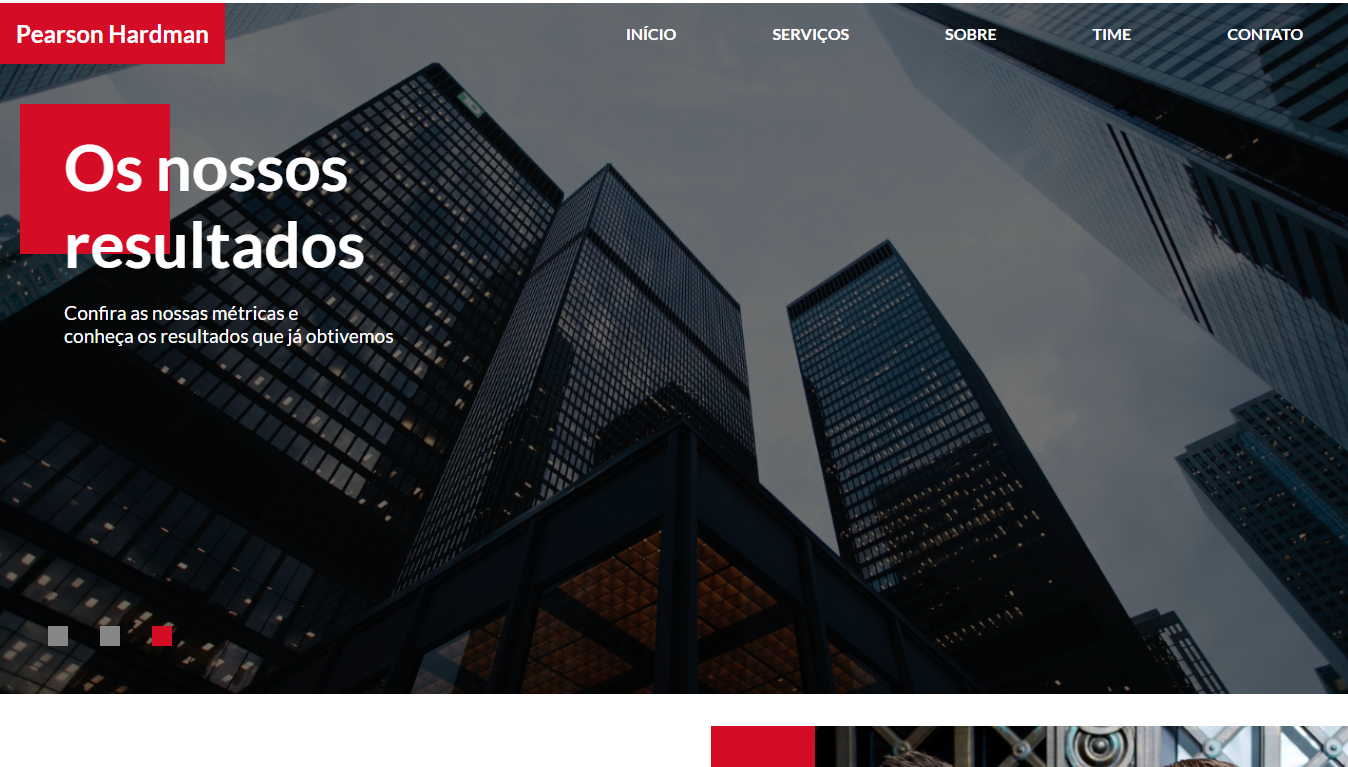 Pearson Hardman
INÍCIO
SERVIÇOS
SOBRE
TIME
CONTATO
Os nossos
resultados
Confira as nossas métricas e
conheça os resultados que já obtivemos